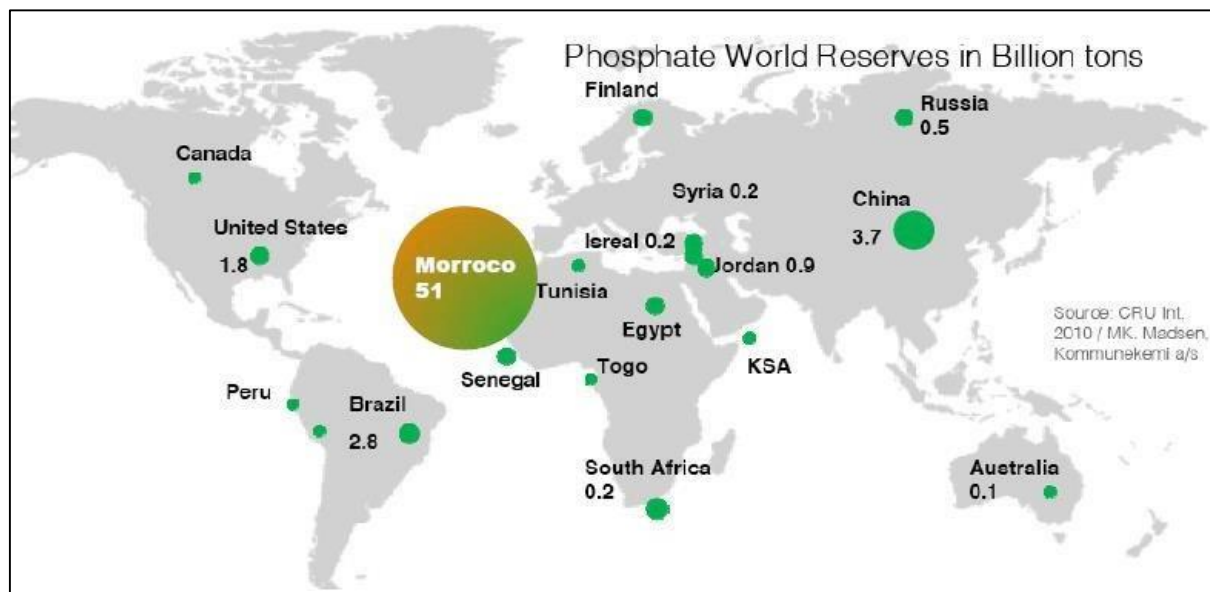 Phosphate World Reserves in Billion tons
Finland
Russia
0.5
Canada
Syria 0.2
China
3.7
United States
1.8
Isreal 0.2
Jordan 0.9
Morroco
51
Tunisia
Egypt
Source: CRU Int,
2010 / MK. Madsen,
Kommunekemi a/s
Senegal
Togo
KSA
Peru
Brazil
2.8
South Africa
0.2
Australia
0.1